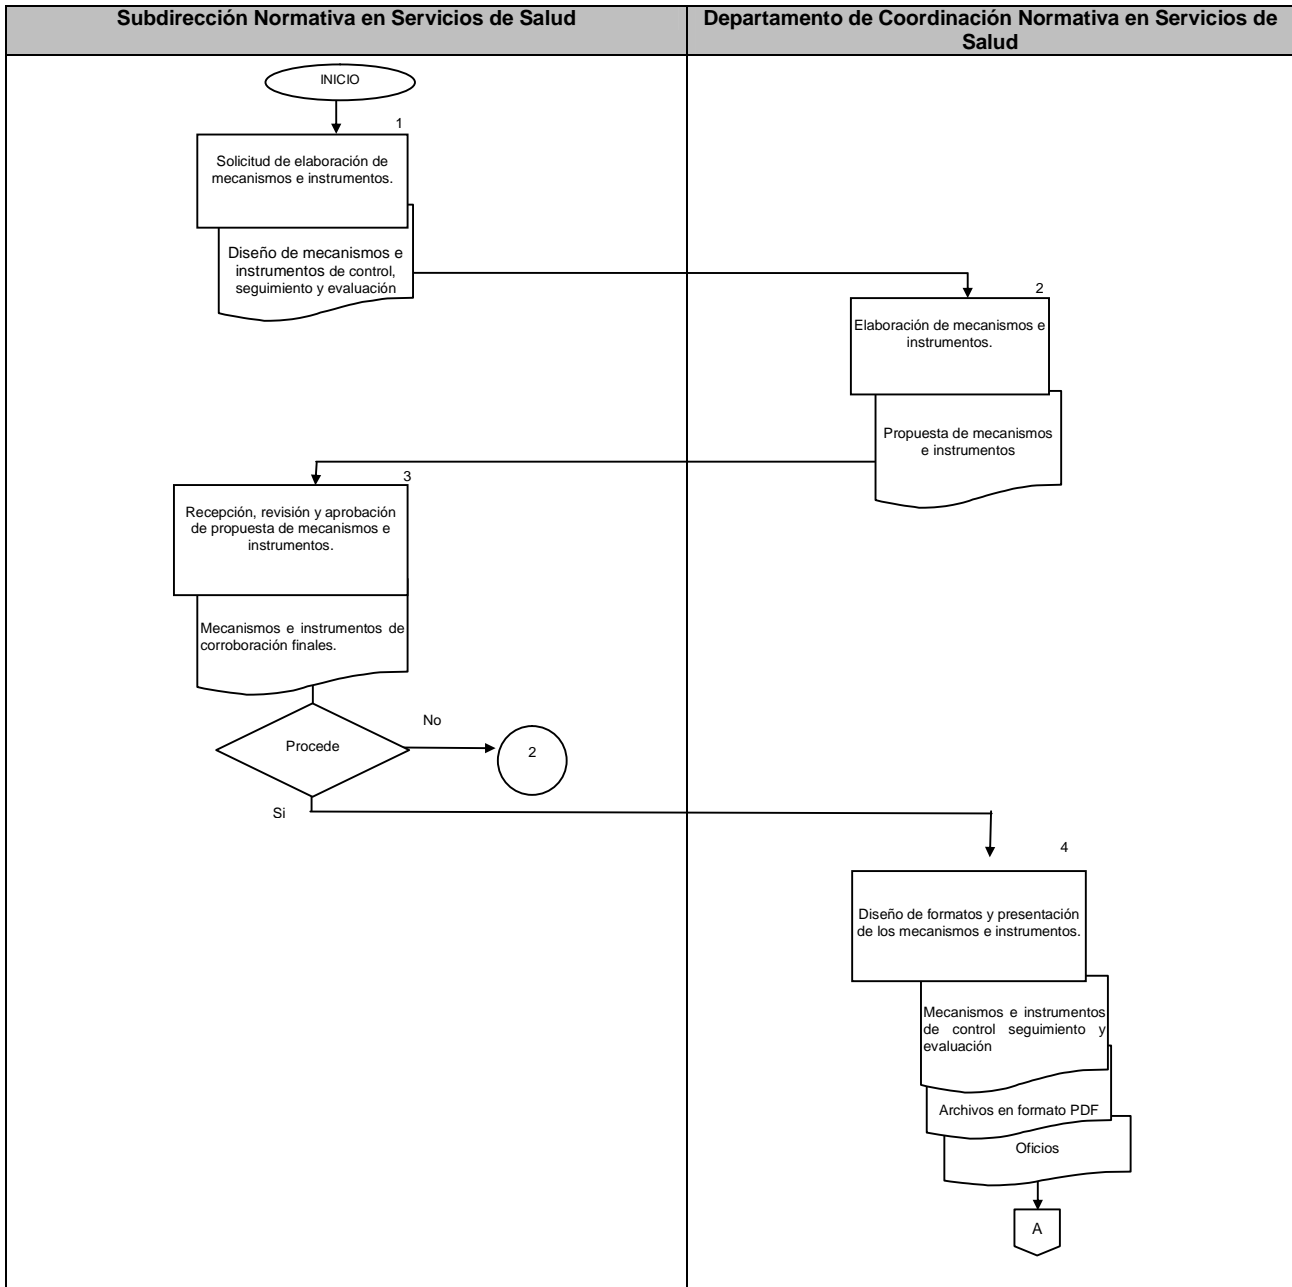 Subdirección Normativa en Servicios de Salud
Departamento de Coordinación Normativa en Servicios de
Salud
INICIO
1
Solicitud de elaboración de
mecanismos e instrumentos.
Diseño de mecanismos e
instrumentos de control,
seguimiento y evaluación
2
Elaboración de mecanismos e
instrumentos.
Propuesta de mecanismos
e instrumentos
3
Recepción, revisión y aprobación
de propuesta de mecanismos e
instrumentos.
Mecanismos e instrumentos de
corroboración finales.
Procede
No
2
Si
4
Diseño de formatos y presentación
de los mecanismos e instrumentos.
Mecanismos e instrumentos
de control seguimiento y
evaluación
Archivos en formato PDF
Oficios
A